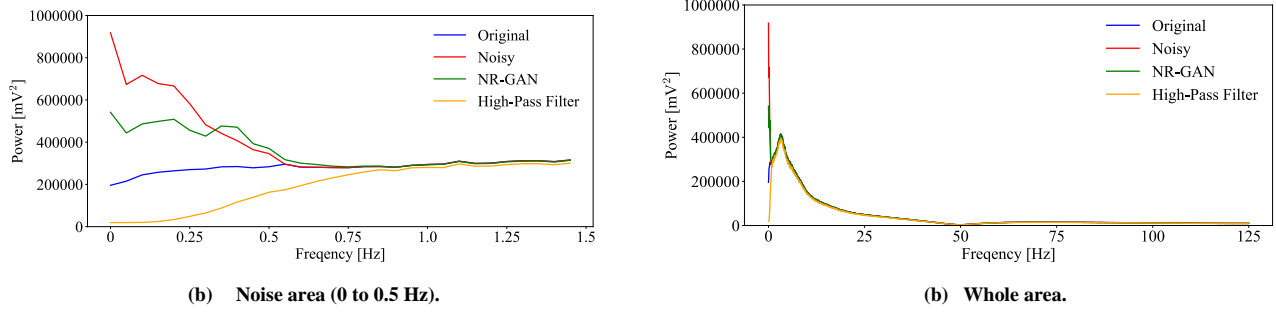 1000000
800000
600000
400000
200000
0
Power [mV²]
Original
Noisy
NR-GAN
High-Pass Filter
0 0.25 0.5 0.75 1.0 1.25 1.5
Freqency [Hz]
(b) Noise area (0 to 0.5 Hz).
1000000
800000
600000
400000
200000
0
Power [mV²]
Original
Noisy
NR-GAN
High-Pass Filter
0 25 50 75 100 125
Freqency [Hz]
(b) Whole area.